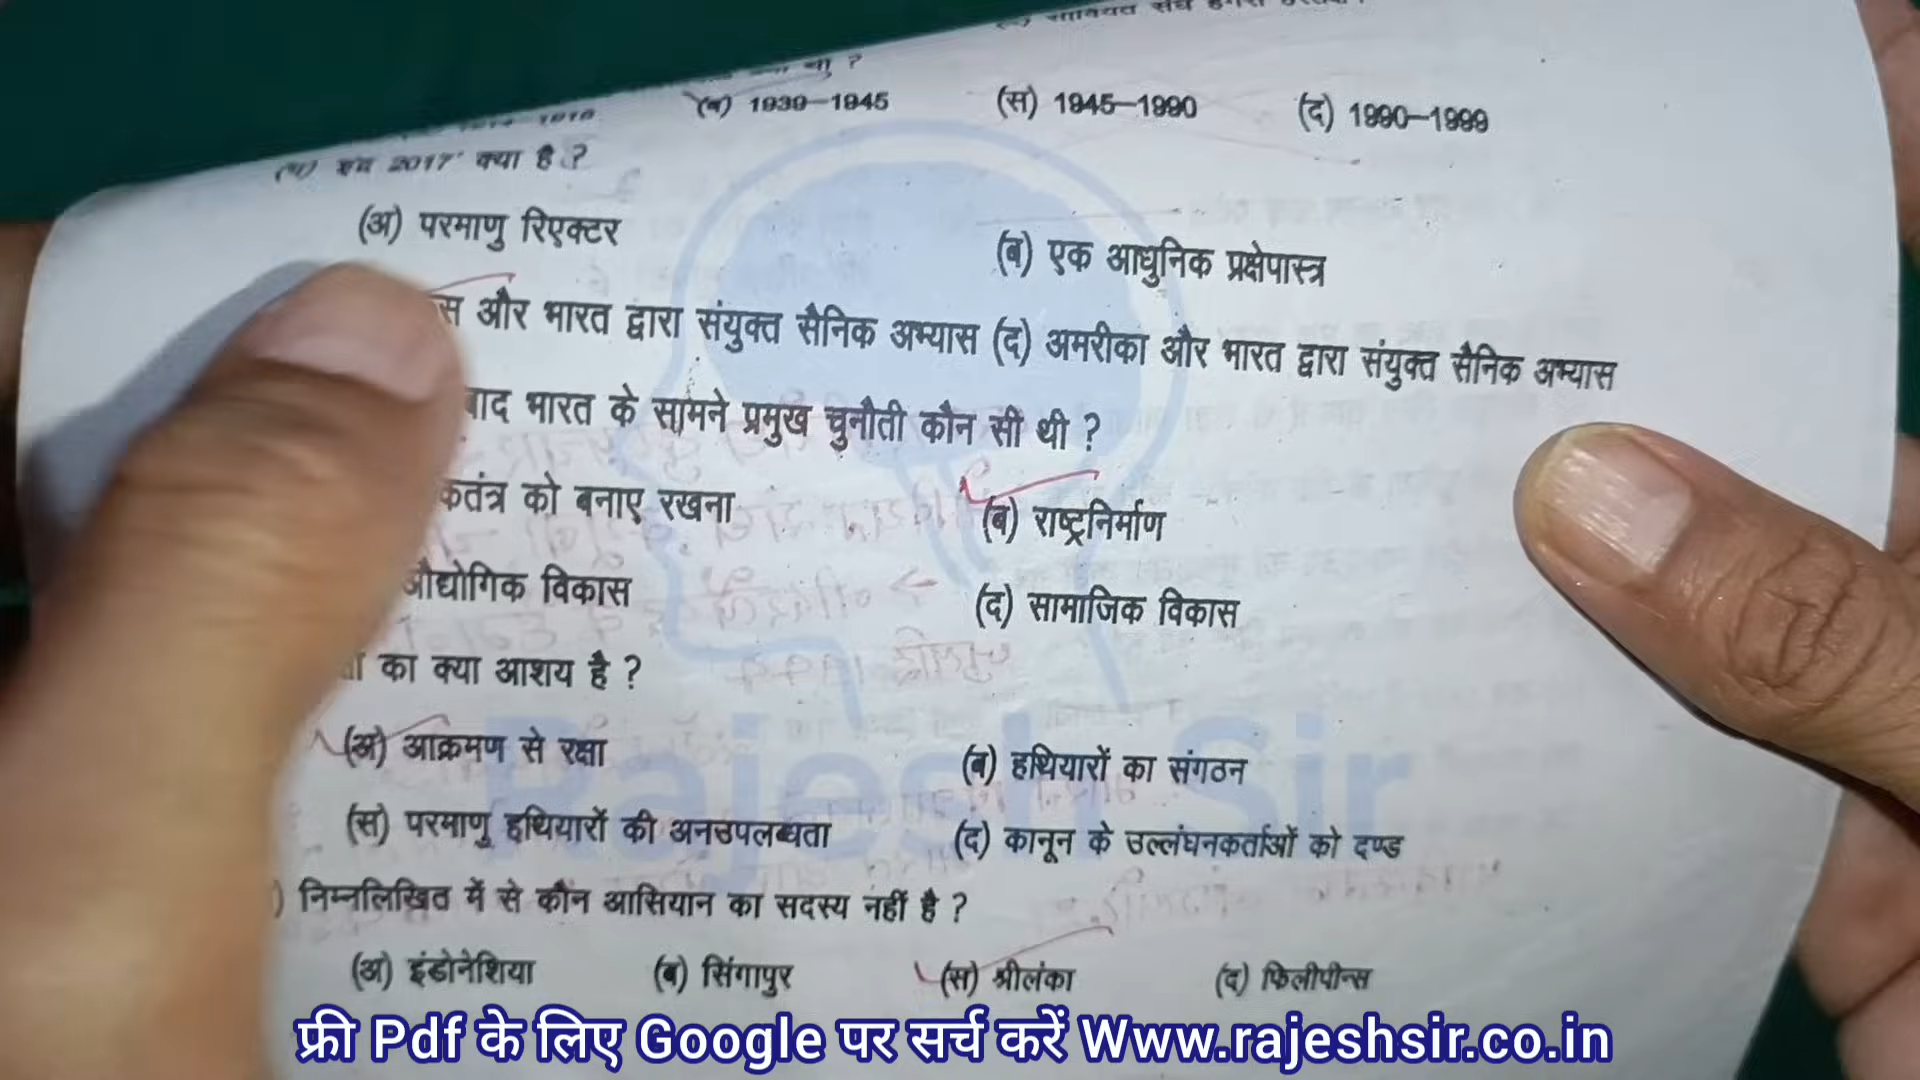 (ब) 1939–1945 (स) 1945–1990 (द) 1990–1999
2017' क्या है ?
(अ) परमाणु रिएक्टर (ब) एक आधुनिक प्रक्षेपास्त्र
स और भारत द्वारा संयुक्त सैनिक अभ्यास (द) अमरीका और भारत द्वारा संयुक्त सैनिक अभ्यास
बाद भारत के सामने प्रमुख चुनौती कौन सी थी ?
कतंत्र को बनाए रखना (ब) राष्ट्रनिर्माण
औद्योगिक विकास (द) सामाजिक विकास
का क्या आशय है ?
(अ) आक्रमण से रक्षा (ब) हथियारों का संगठन
(स) परमाणु हथियारों की अनउपलब्धता (द) कानून के उल्लंघनकर्ताओं को दण्ड
) निम्नलिखित में से कौन आसियान का सदस्य नहीं है ?
(अ) इंडोनेशिया (ब) सिंगापुर (स) श्रीलंका (द) फिलीपीन्स
Rajesh Sir
फ्री Pdf के लिए Google पर सर्च करें Www.rajeshsir.co.in